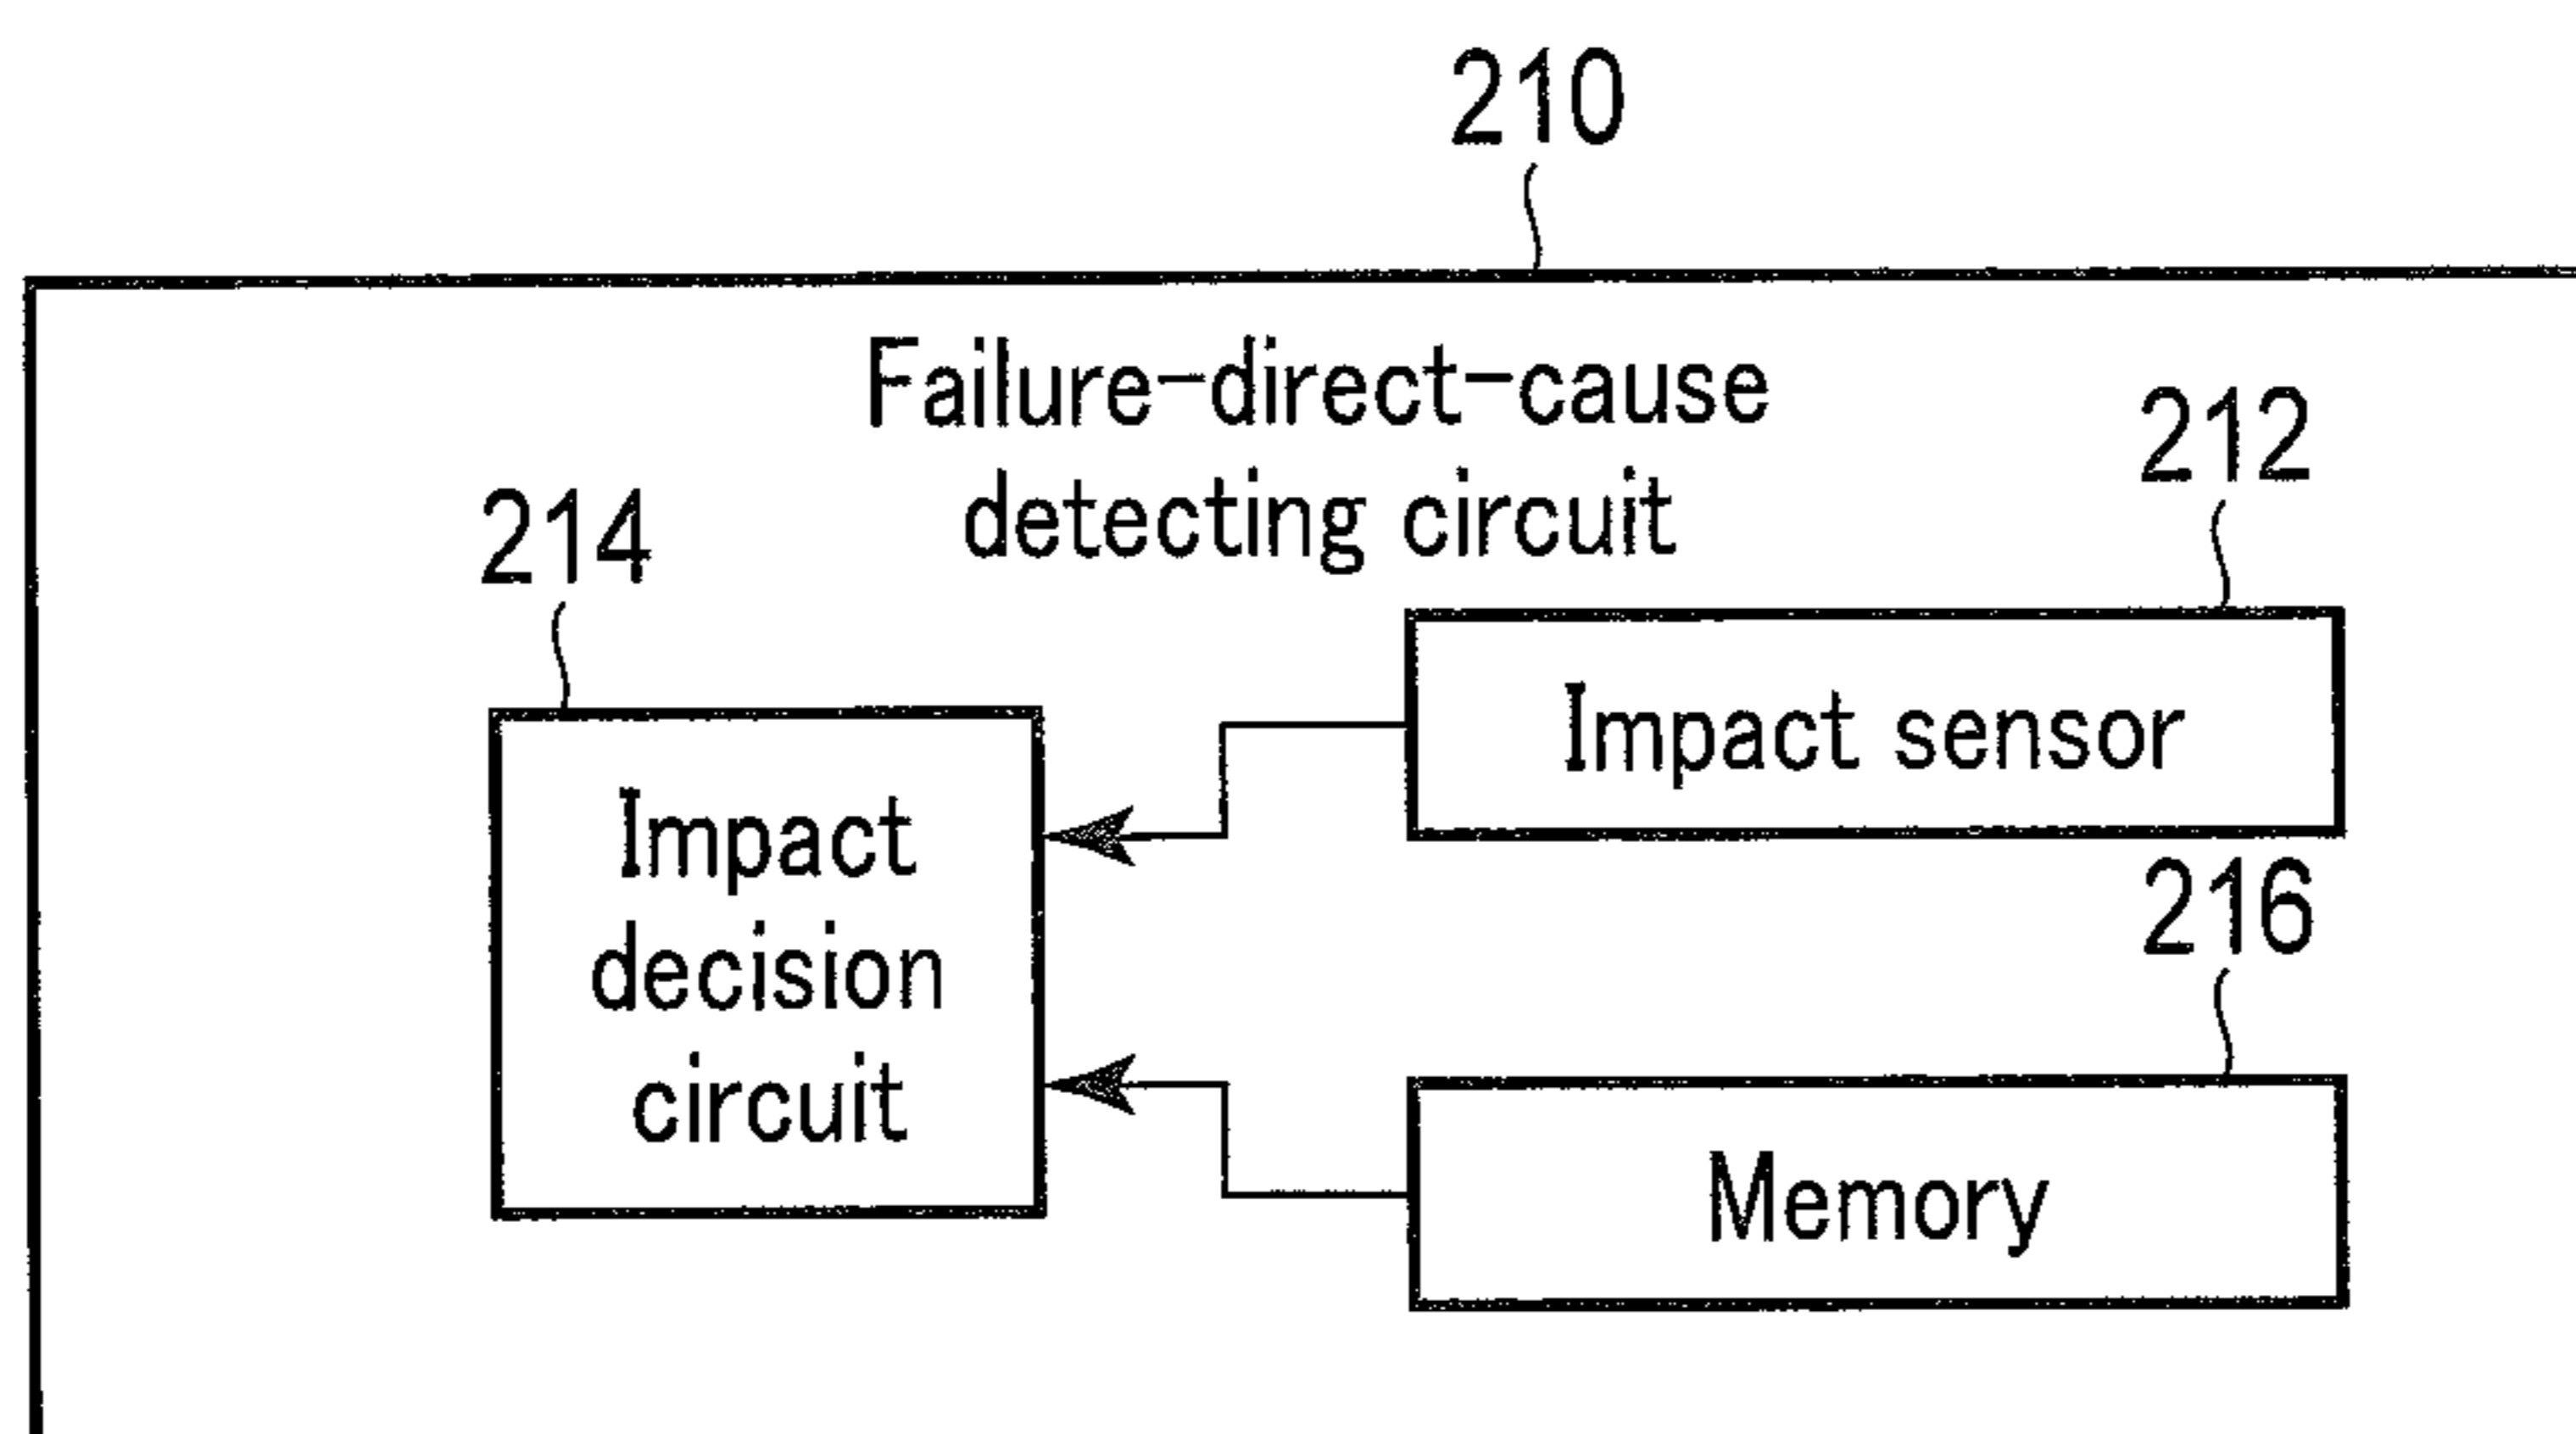 210
Failure-direct-cause
detecting circuit
212
214
Impact sensor
Impact
decision
circuit
216
Memory